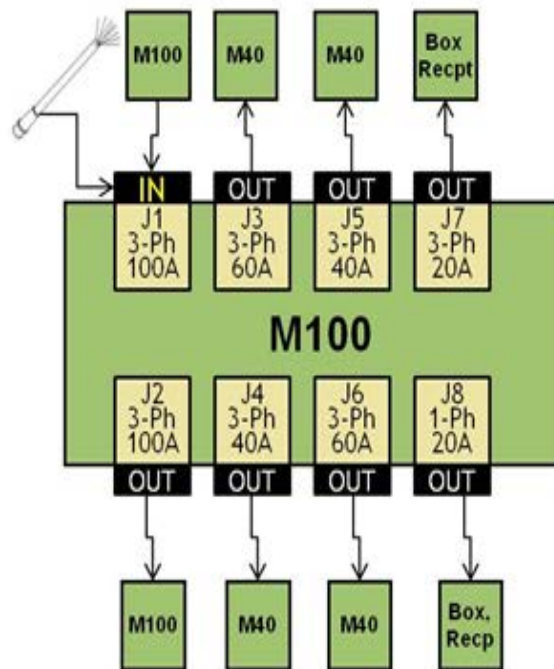 M100
M40
M40
Box
Recpt
IN
OUT
OUT
OUT
J1
3-Ph
100A
J3
3-Ph
60A
J5
3-Ph
40A
J7
3-Ph
20A
M100
J2
3-Ph
100A
J4
3-Ph
40A
J6
3-Ph
60A
J8
1-Ph
20A
OUT
OUT
OUT
OUT
M100
M40
M40
Box,
Recp